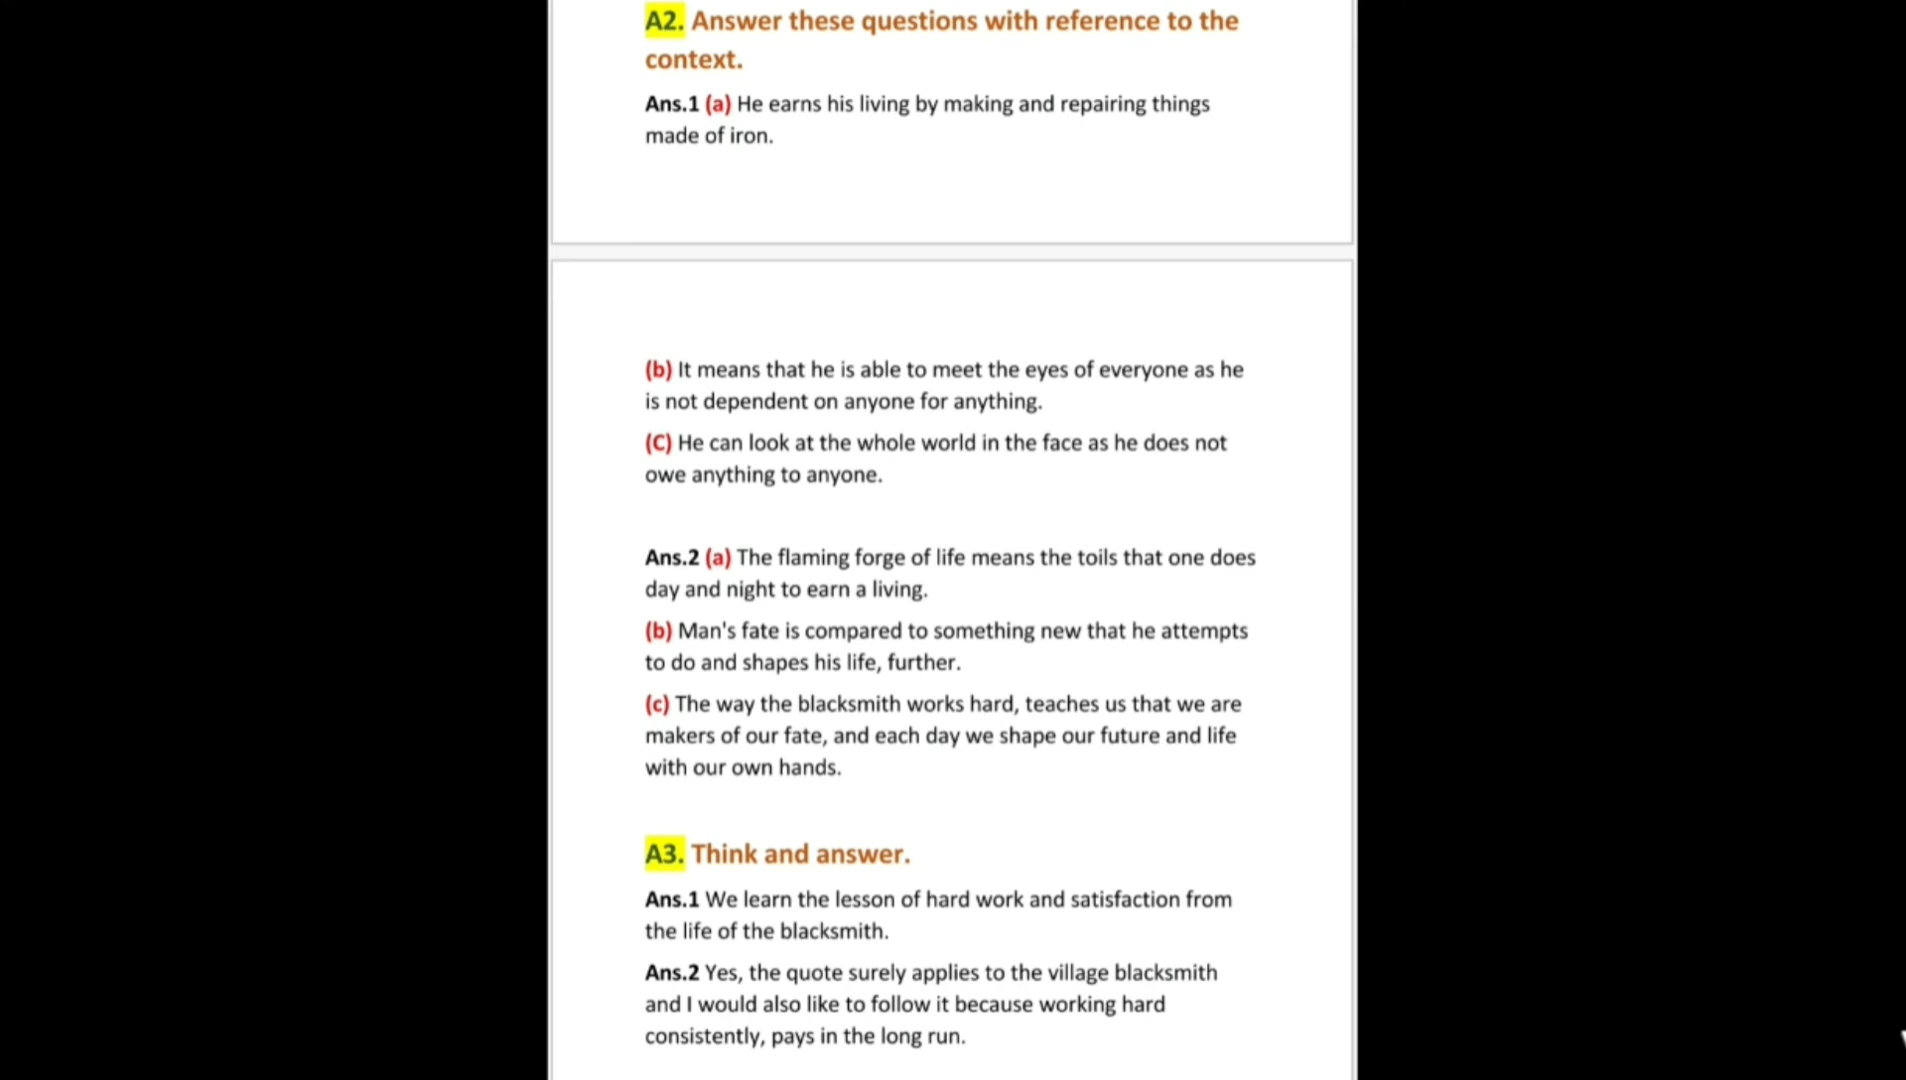 A2. Answer these questions with reference to the
context.
Ans.1 (a) He earns his living by making and repairing things
made of iron.
(b) It means that he is able to meet the eyes of everyone as he
is not dependent on anyone for anything.
(C) He can look at the whole world in the face as he does not
owe anything to anyone.
Ans.2 (a) The flaming forge of life means the toils that one does
day and night to earn a living.
(b) Man's fate is compared to something new that he attempts
to do and shapes his life, further.
(c) The way the blacksmith works hard, teaches us that we are
makers of our fate, and each day we shape our future and life
with our own hands.
A3. Think and answer.
Ans.1 We learn the lesson of hard work and satisfaction from
the life of the blacksmith.
Ans.2 Yes, the quote surely applies to the village blacksmith
and I would also like to follow it because working hard
consistently, pays in the long run.